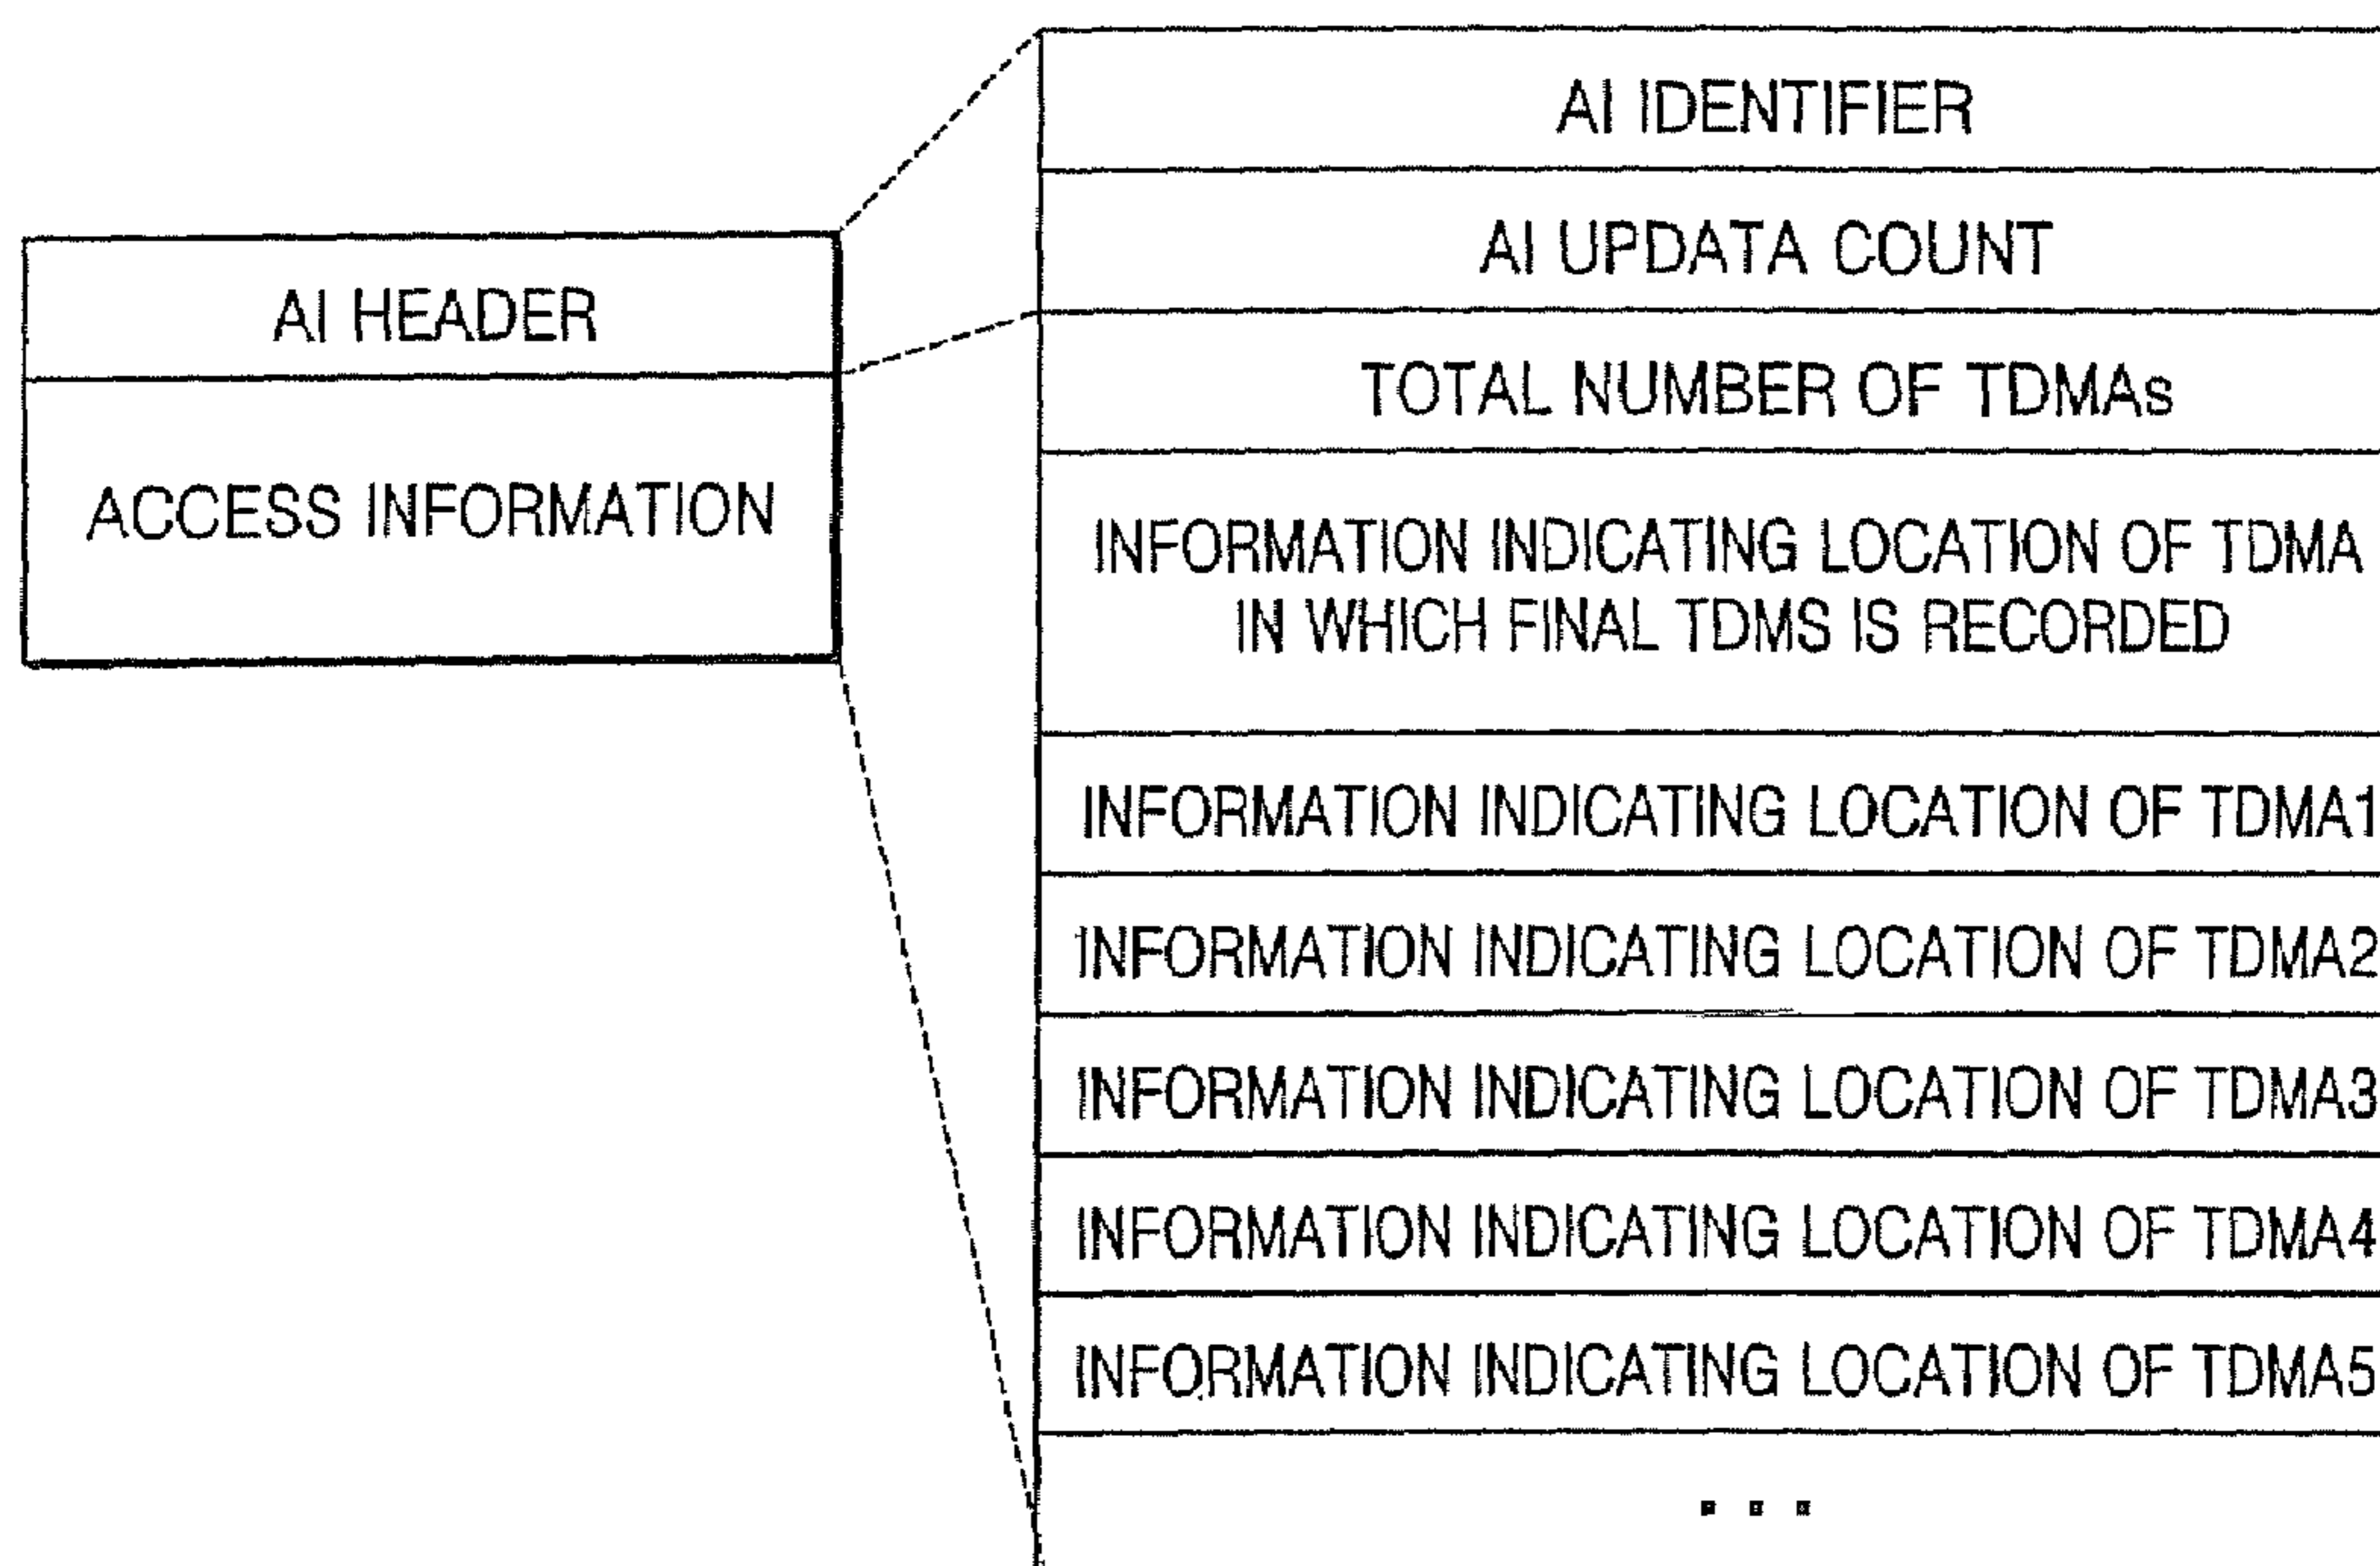 AI HEADER
ACCESS INFORMATION
AI IDENTIFIER
AI UPDATA COUNT
TOTAL NUMBER OF TDMAs
INFORMATION INDICATING LOCATION OF TDMA
IN WHICH FINAL TDMS IS RECORDED
INFORMATION INDICATING LOCATION OF TDMA1
INFORMATION INDICATING LOCATION OF TDMA2
INFORMATION INDICATING LOCATION OF TDMA3
INFORMATION INDICATING LOCATION OF TDMA4
INFORMATION INDICATING LOCATION OF TDMA5
...